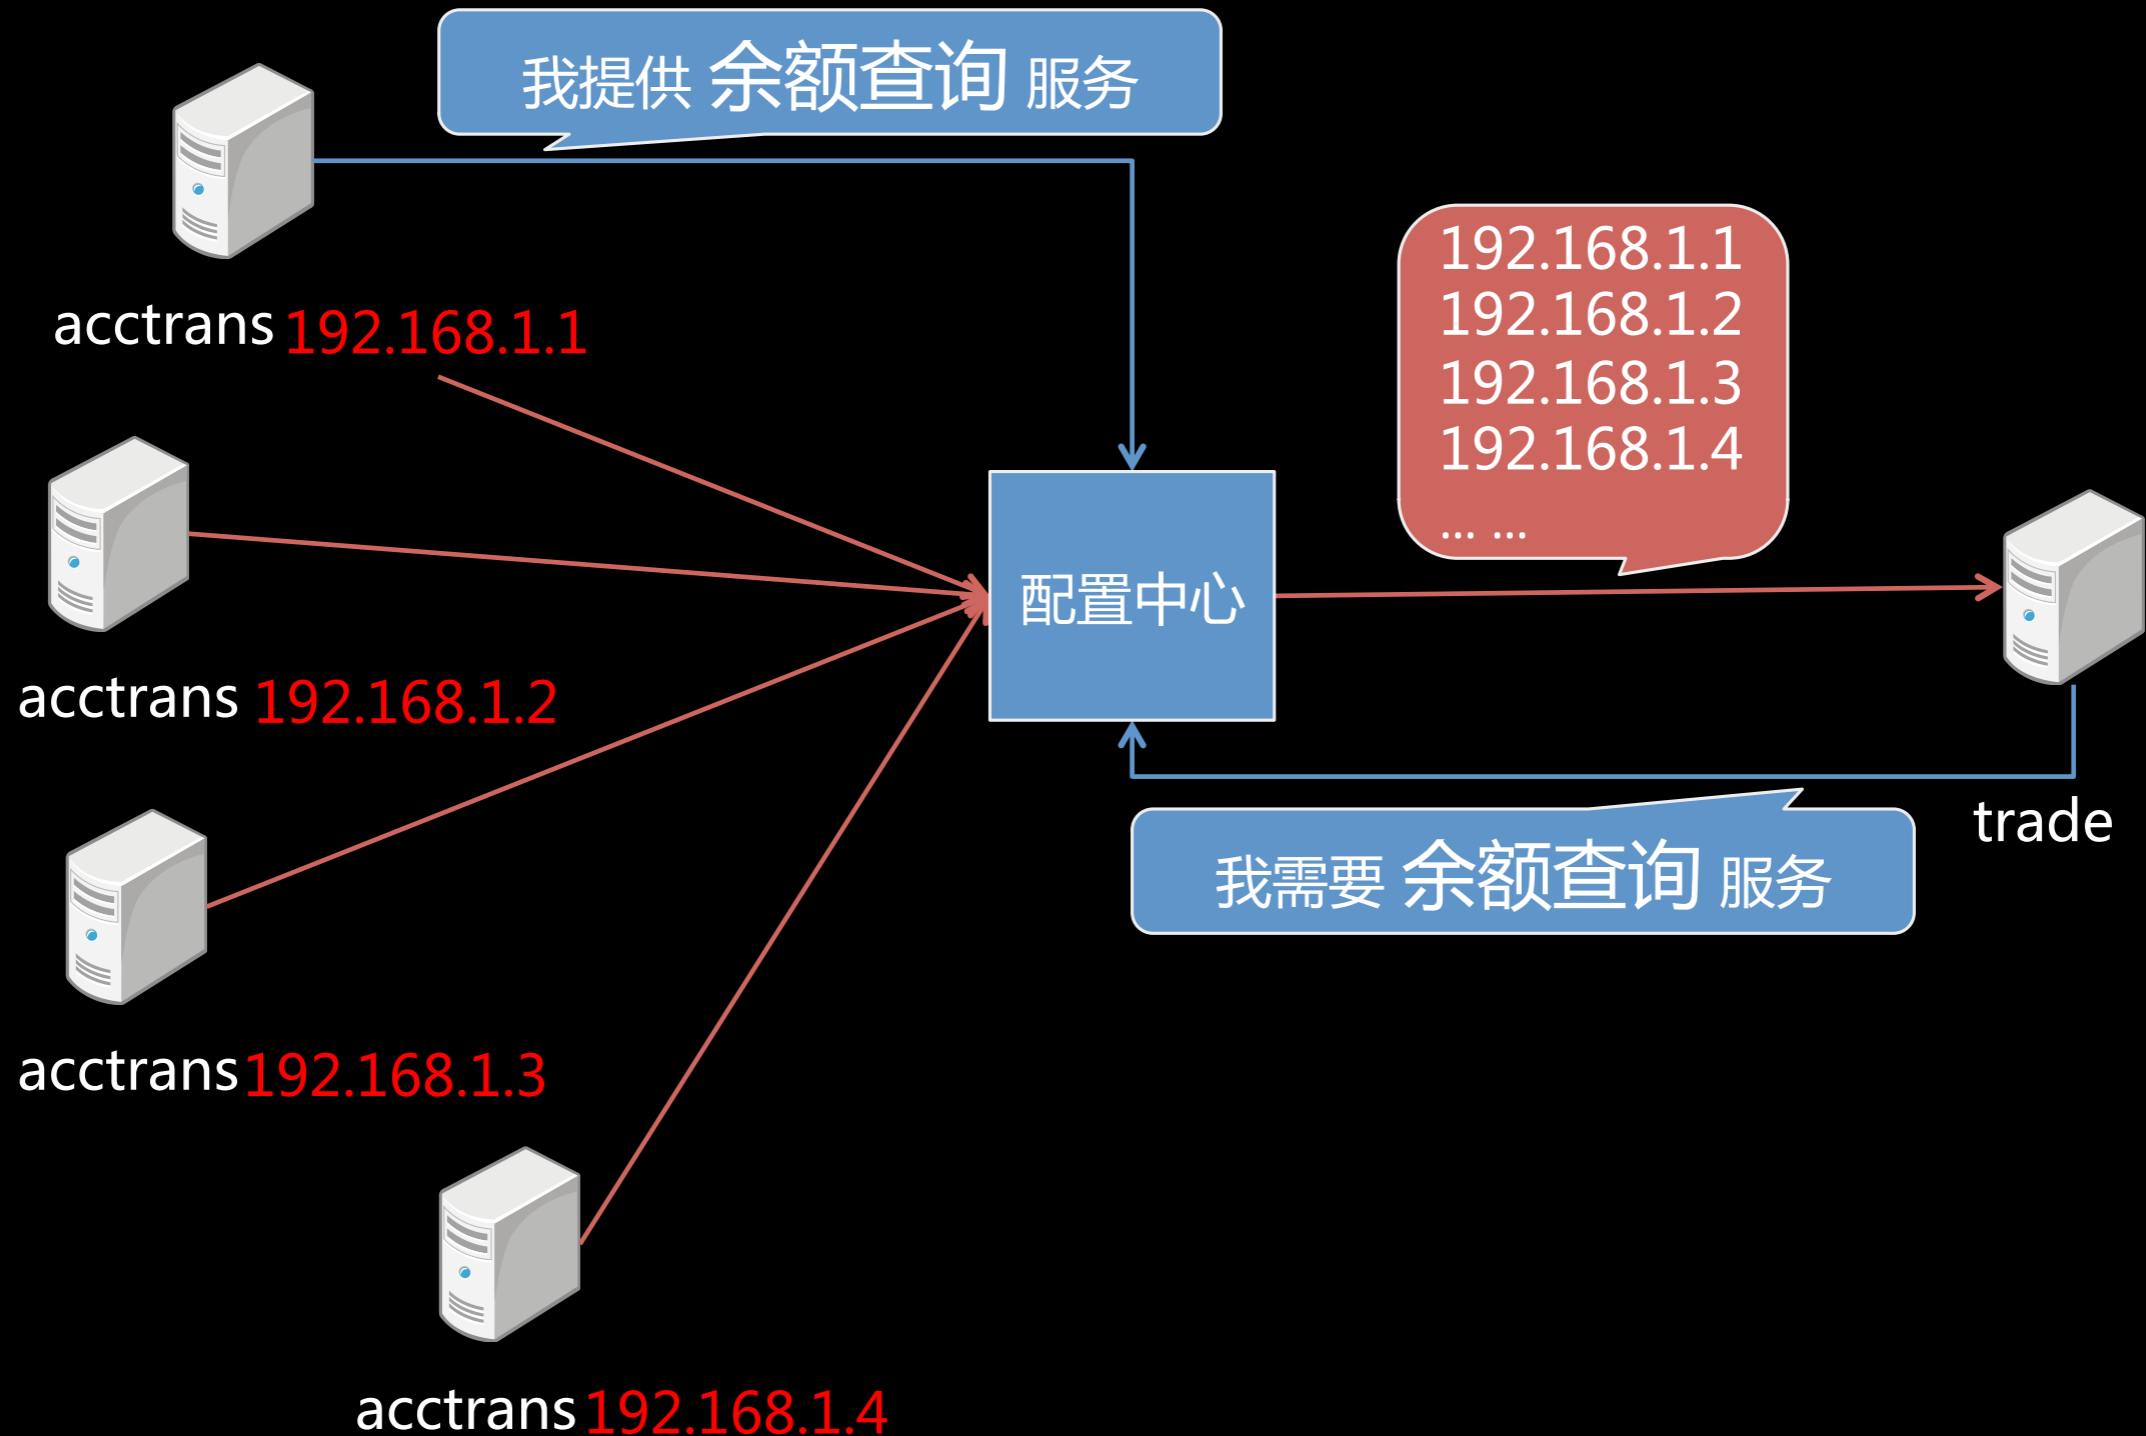 我提供 余额查询 服务
acctrans 192.168.1.1
192.168.1.1
192.168.1.2
192.168.1.3
192.168.1.4
... ...
acctrans 192.168.1.2
配置中心
trade
我需要 余额查询 服务
acctrans 192.168.1.3
acctrans 192.168.1.4